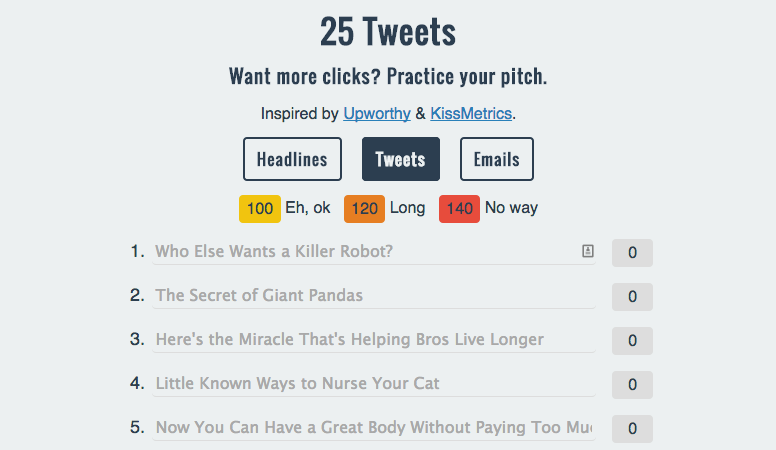 25 Tweets
Want more clicks? Practice your pitch.
Inspired by Upworthy & KissMetrics.
Headlines Tweets Emails
100 Eh, ok 120 Long 140 No way
1. Who Else Wants a Killer Robot? 0
2. The Secret of Giant Pandas 0
3. Here's the Miracle That's Helping Bros Live Longer 0
4. Little Known Ways to Nurse Your Cat 0
5. Now You Can Have a Great Body Without Paying Too 0